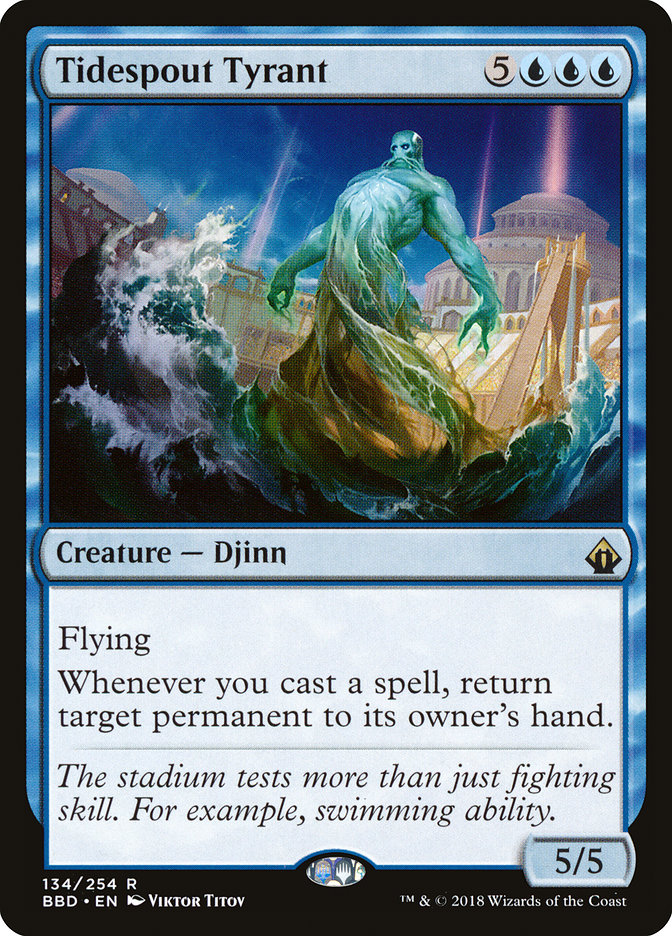 Tidespout Tyrant 5
Creature — Djinn
Flying
Whenever you cast a spell, return
target permanent to its owner's hand.
The stadium tests more than just fighting
skill. For example, swimming ability.
5/5
134/254 R
BBD • EN Viktor Titov
™ & © 2018 Wizards of the Coast